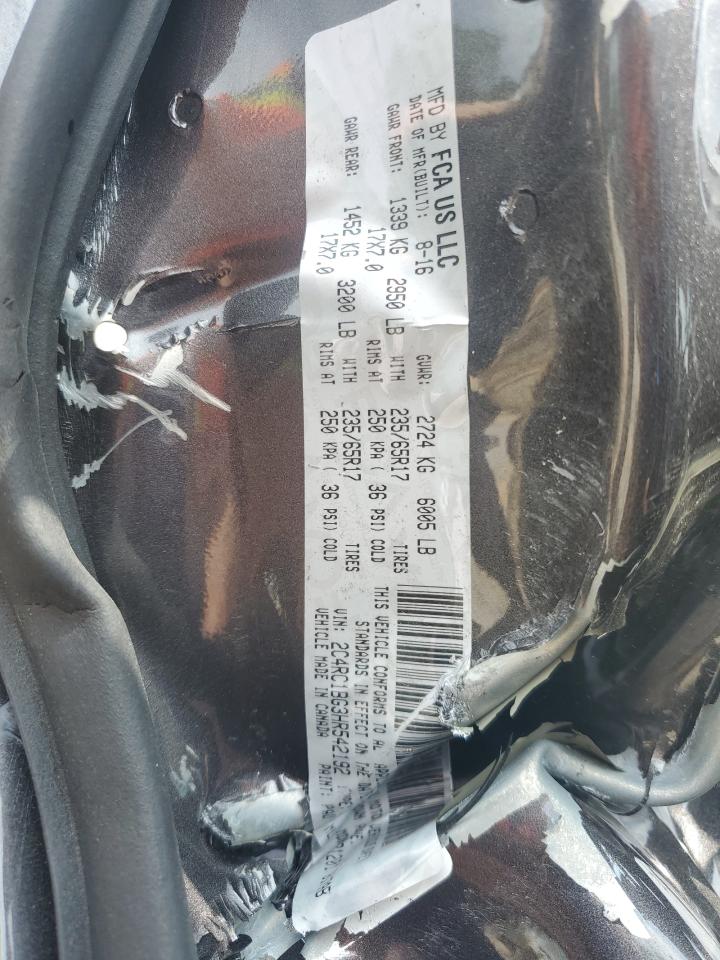 MFD BY FCA US LLC
DATE OF MFR(BUILT): 8-16 GVWR: 2724 KG 6005 LB
GAWR FRONT: 1339 KG 2950 LB WITH 235/65R17 TIRES
17X7.0 RIMS AT 250 KPA ( 36 PSI) COLD
GAWR REAR: 1452 KG 3200 LB WITH 235/65R17 TIRES
17X7.0 RIMS AT 250 KPA ( 36 PSI) COLD
THIS VEHICLE CONFORMS TO AL
STANDARDS IN EFFECT ON THE
VIN: 2C4RC1BG3HR542192
VEHICLE MADE IN CANADA PAINT: